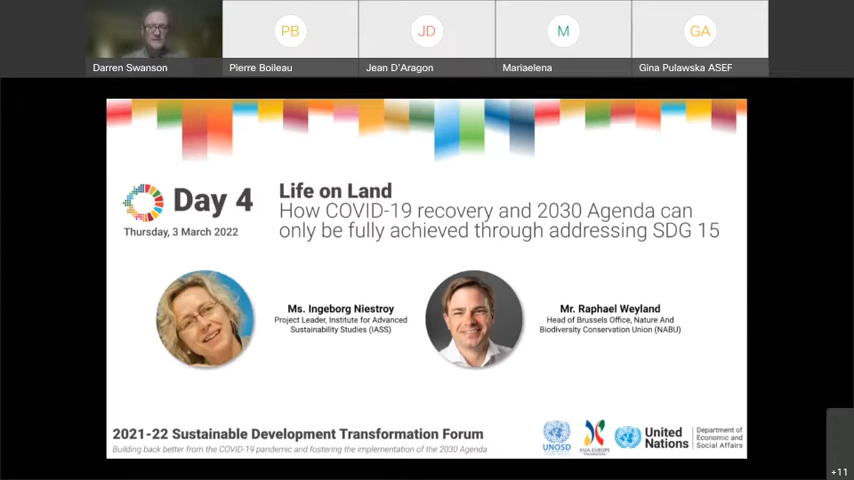 PB
JD
M
GA
Darren Swanson
Pierre Boileau
Jean D'Aragon
Mariaelena
Gina Pulawska ASEF
Day 4
Thursday, 3 March 2022
Life on Land
How COVID-19 recovery and 2030 Agenda can
only be fully achieved through addressing SDG 15
Ms. Ingeborg Niestroy
Project Leader, Institute for Advanced
Sustainability Studies (IASS)
Mr. Raphael Weyland
Head of Brussels Office, Nature And
Biodiversity Conservation Union (NABU)
2021-22 Sustainable Development Transformation Forum
Building back better from the COVID-19 pandemic and fostering the implementation of the 2030 Agenda
UNOSD
ASIA-EUROPE
FOUNDATION
United
Nations
Department of
Economic and
Social Affairs
+11